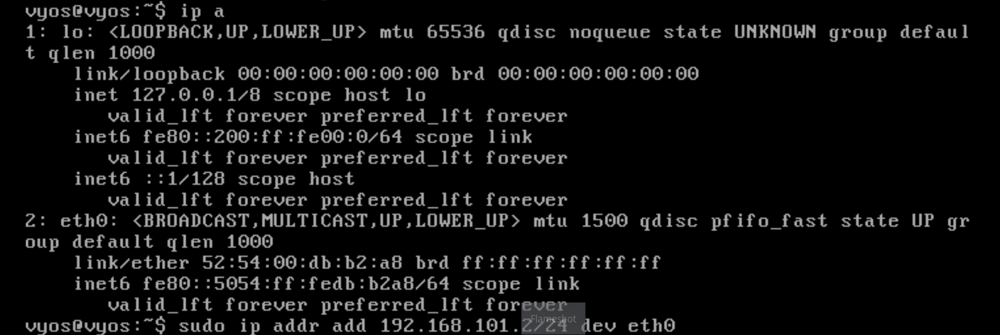 vyos@vyos:~$ ip a
1: lo: <LOOPBACK,UP,LOWER_UP> mtu 65536 qdisc noqueue state UNKNOWN group defaul
t qlen 1000
    link/loopback 00:00:00:00:00:00 brd 00:00:00:00:00:00
    inet 127.0.0.1/8 scope host lo
       valid_lft forever preferred_lft forever
    inet6 fe80::200:ff:fe00:0/64 scope link
       valid_lft forever preferred_lft forever
    inet6 ::1/128 scope host
       valid_lft forever preferred_lft forever
2: eth0: <BROADCAST,MULTICAST,UP,LOWER_UP> mtu 1500 qdisc pfifo_fast state UP gr
oup default qlen 1000
    link/ether 52:54:00:db:b2:a8 brd ff:ff:ff:ff:ff:ff
    inet6 fe80::5054:ff:fedb:b2a8/64 scope link
       valid_lft forever preferred_lft forever
Flameshot
vyos@vyos:~$ sudo ip addr add 192.168.101.2/24 dev eth0